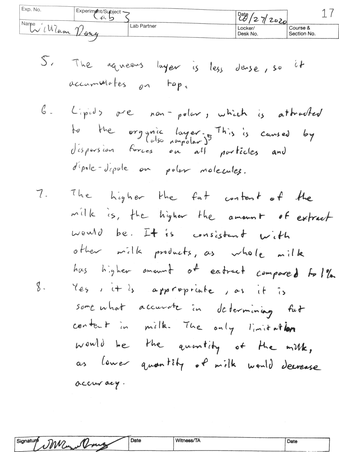 Exp. No.
Experiment/Subject
Lab 3
Date
10/27/2020
17
Name
William
Lab Partner
Locker/
Desk No.
Course &
Section No.
5. The aqueous layer is less dense, so it
accumulates on top.
6. Lipids are non-polar, which is attracted
to the organic layer (also nonpolar). This is caused by
dispersion forces on all particles and
dipole-dipole on polar molecules.
7. The higher the fat content of the
milk is, the higher the amount of extract
would be. It is consistent with
other milk products, as whole milk
has higher amount of extract compared to 1%.
8. Yes, it is appropriate, as it is
somewhat accurate in determining fat
content in milk. The only limitation
would be the quantity of the milk,
as lower quantity of milk would decrease
accuracy.
Signature
Date
Witness/TA
Date